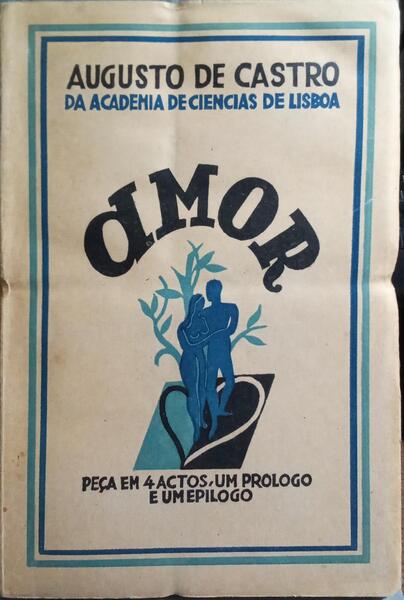 AUGUSTO DE CASTRO
DA ACADEMIA DE CIENCIAS DE LISBOA
aMOR
PEÇA EM 4 ACTOS, UM PROLOGO
E UM EPILOGO